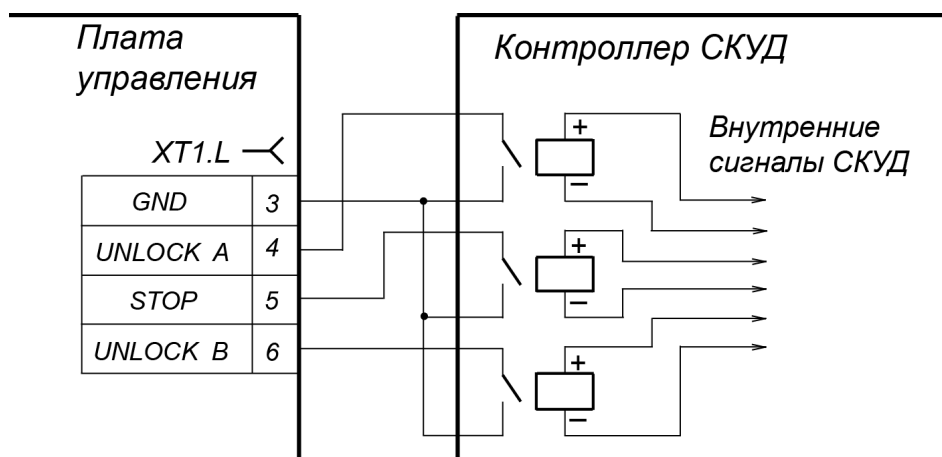 Плата
управления
Контроллер СКУД
XT1.L
GND 3
UNLOCK A 4
STOP 5
UNLOCK B 6
+
−
+
−
+
−
Внутренние
сигналы СКУД